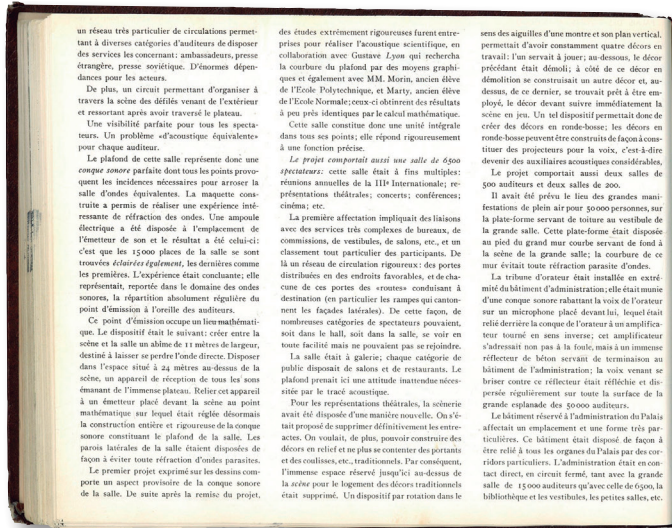 un réseau très particulier de circulations permet-
tant à diverses catégories d'auditeurs de disposer
des services les concernant: ambassadeurs, presse
étrangère, presse soviétique. D'énormes dépen-
dances pour les acteurs.
De plus, un circuit permettant d'organiser à
travers la scène des défilés venant de l'extérieur
et ressortant après avoir traversé le plateau.
Une visibilité parfaite pour tous les specta-
teurs. Un problème «d'acoustique équivalente»
pour chaque auditeur.
Le plafond de cette salle représente donc une
conque sonore parfaite dont tous les points provo-
quent les incidences nécessaires pour arroser la
salle d'ondes équivalentes. La maquette cons-
truite a permis de réaliser une expérience inté-
ressante de réfraction des ondes. Une ampoule
électrique a été disposée à l'emplacement de
l'émetteur de son et le résultat a été celui-ci:
c'est que les 15 000 places de la salle se sont
trouvées éclairées également, les dernières comme
les premières. L'expérience était concluante; elle
représentait, reportée dans le domaine des ondes
sonores, la répartition absolument régulière du
point d'émission à l'oreille des auditeurs.
Ce point d'émission occupe un lieu mathémati-
que. Le dispositif était le suivant: créer entre la
scène et la salle un abîme de 11 mètres de largeur,
destiné à laisser se perdre l'onde directe. Disposer
dans l'espace situé à 24 mètres au-dessus de la
scène, un appareil de réception de tous les sons
émanant de l'immense plateau. Relier cet appareil
à un émetteur placé devant la scène au point
mathématique sur lequel était réglée désormais
la construction entière et rigoureuse de la conque
sonore constituant le plafond de la salle. Les
parois latérales de la salle étaient disposées de
façon à éviter toute réfraction d'ondes parasites.
Le premier projet exprimé sur les dessins com-
porte un aspect provisoire de la conque sonore
de la salle. De suite après la remise du projet,
des études extrêmement rigoureuses furent entre-
prises pour réaliser l'acoustique scientifique, en
collaboration avec Gustave Lyon qui rechercha
la courbure du plafond par des moyens graphi-
ques et également avec MM. Morin, ancien élève
de l'Ecole Polytechnique, et Marty, ancien élève
de l'Ecole Normale; ceux-ci obtinrent des résultats
à peu près identiques par le calcul mathématique.
Cette salle constitue donc une unité intégrale
dans tous ses points; elle répond rigoureusement
à une fonction précise.
Le projet comportait aussi une salle de 6500
spectateurs: cette salle était à fins multiples:
réunions annuelles de la IIIe Internationale; re-
présentations théâtrales; concerts; conférences;
cinéma; etc.
La première affectation impliquait des liaisons
avec des services très complexes de bureaux, de
commissions, de vestibules, de salons, etc., et un
classement tout particulier des participants. De
là un réseau de circulation rigoureux: des portes
distribuées en des endroits favorables, et de cha-
cune de ces portes des «routes» conduisant à
destination (en particulier les rampes qui canton-
nent les façades latérales). De cette façon, de
nombreuses catégories de spectateurs pouvaient,
soit dans le hall, soit dans la salle, se voir en
toute facilité mais ne pouvaient pas se rejoindre.
La salle était à galerie; chaque catégorie de
public disposait de salons et de restaurants. Le
plafond prenait ici une attitude inattendue néces-
sitée par le tracé acoustique.
Pour les représentations théâtrales, la scènerie
avait été disposée d'une manière nouvelle. On s'é-
tait proposé de supprimer définitivement les entre-
actes. On voulait, de plus, pouvoir construire des
décors en relief et ne plus se contenter des portants
et des coulisses, etc., traditionnels. Par conséquent,
l'immense espace réservé jusqu'ici au-dessus de
la scène pour le logement des décors traditionnels
était supprimé. Un dispositif par rotation dans le
sens des aiguilles d'une montre et son plan vertical,
permettait d'avoir constamment quatre décors en
travail: l'un servait à jouer; au-dessous, le décor
précédant était démoli; à côté de ce décor en
démolition se construisait un autre décor et, au-
dessus, de ce dernier, se trouvait prêt à être em-
ployé, le décor devant suivre immédiatement la
scène en jeu. Un tel dispositif permettait donc de
créer des décors en ronde-bosse; les décors en
ronde-bosse peuvent être construits de façon à cons-
tituer des projecteurs pour la voix, c'est-à-dire
devenir des auxiliaires acoustiques considérables.
Le projet comportait aussi deux salles de
500 auditeurs et deux salles de 200.
Il avait été prévu le lieu de grandes mani-
festations de plein air pour 50 000 personnes, sur
la plate-forme servant de toiture au vestibule de
la grande salle. Cette plate-forme était disposée
au pied du grand mur courbe servant de fond à
la scène de la grande salle; la courbure de ce
mur évitait toute réfraction parasite d'ondes.
La tribune d'orateur était installée en extré-
mité du bâtiment d'administration; elle était munie
d'une conque sonore rabattant la voix de l'orateur
sur un microphone placé devant lui, lequel était
relié derrière la conque de l'orateur à un amplifica-
teur tourné en sens inverse; cet amplificateur
s'adressait non pas à la foule, mais à un immense
réflecteur de béton servant de terminaison au
bâtiment de l'administration; la voix venant se
briser contre ce réflecteur était réfléchie et dis-
persée régulièrement sur toute la surface de la
grande esplanade des 50 000 auditeurs.
Le bâtiment réservé à l'administration du Palais
affectait un emplacement et une forme très par-
ticulières. Ce bâtiment était disposé de façon à
être relié à tous les organes du Palais par des cor-
ridors particuliers. L'administration était en con-
tact direct, en circuit fermé, tant avec la grande
salle de 15 000 auditeurs qu'avec celle de 6500, la
bibliothèque et les vestibules, les petites salles, etc.